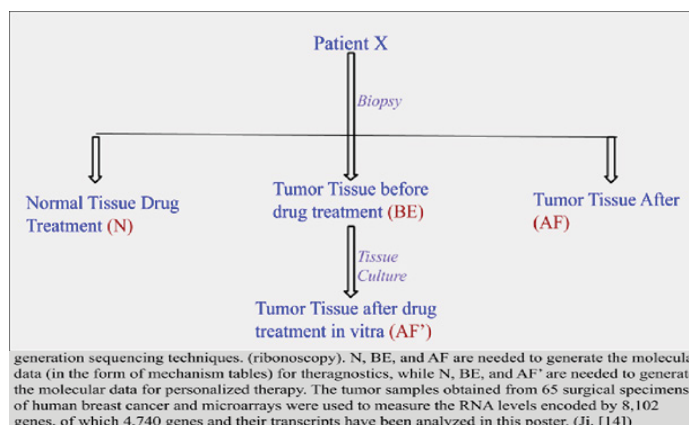 Patient X
Biopsy
Normal Tissue Drug
Treatment (N)
Tumor Tissue before
drug treatment (BE)
Tumor Tissue After
(AF)
Tissue
Culture
Tumor Tissue after drug
treatment in vitra (AF')
generation sequencing techniques. (ribonoscopy). N, BE, and AF are needed to generate the molecular
data (in the form of mechanism tables) for theragnostics, while N, BE, and AF' are needed to generate
the molecular data for personalized therapy. The tumor samples obtained from 65 surgical specimens
of human breast cancer and microarrays were used to measure the RNA levels encoded by 8,102
genes, of which 4,740 genes and their transcripts have been analyzed in this poster. (Ji, [14])